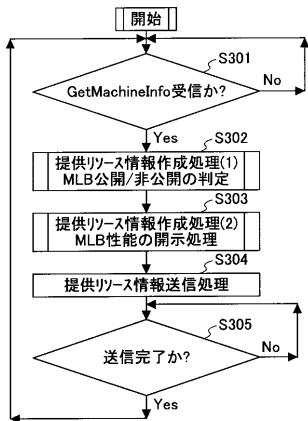 開始
S301
GetMachineInfo受信か?
No
Yes
S302
提供リソース情報作成処理(1)
MLB公開/非公開の判定
S303
提供リソース情報作成処理(2)
MLB性能の開示処理
S304
提供リソース情報送信処理
S305
送信完了か?
No
Yes